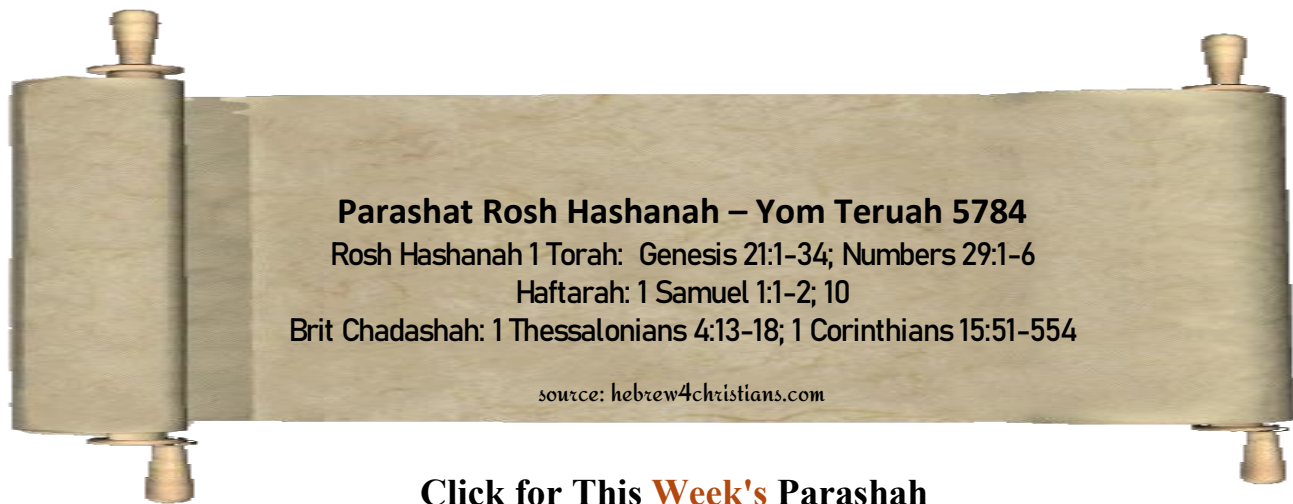 Parashat Rosh Hashanah – Yom Teruah 5784
Rosh Hashanah 1 Torah: Genesis 21:1-34; Numbers 29:1-6
Haftarah: 1 Samuel 1:1-2; 10
Brit Chadashah: 1 Thessalonians 4:13-18; 1 Corinthians 15:51-554
source: hebrew4christians.com
Click for This Week's Parashah